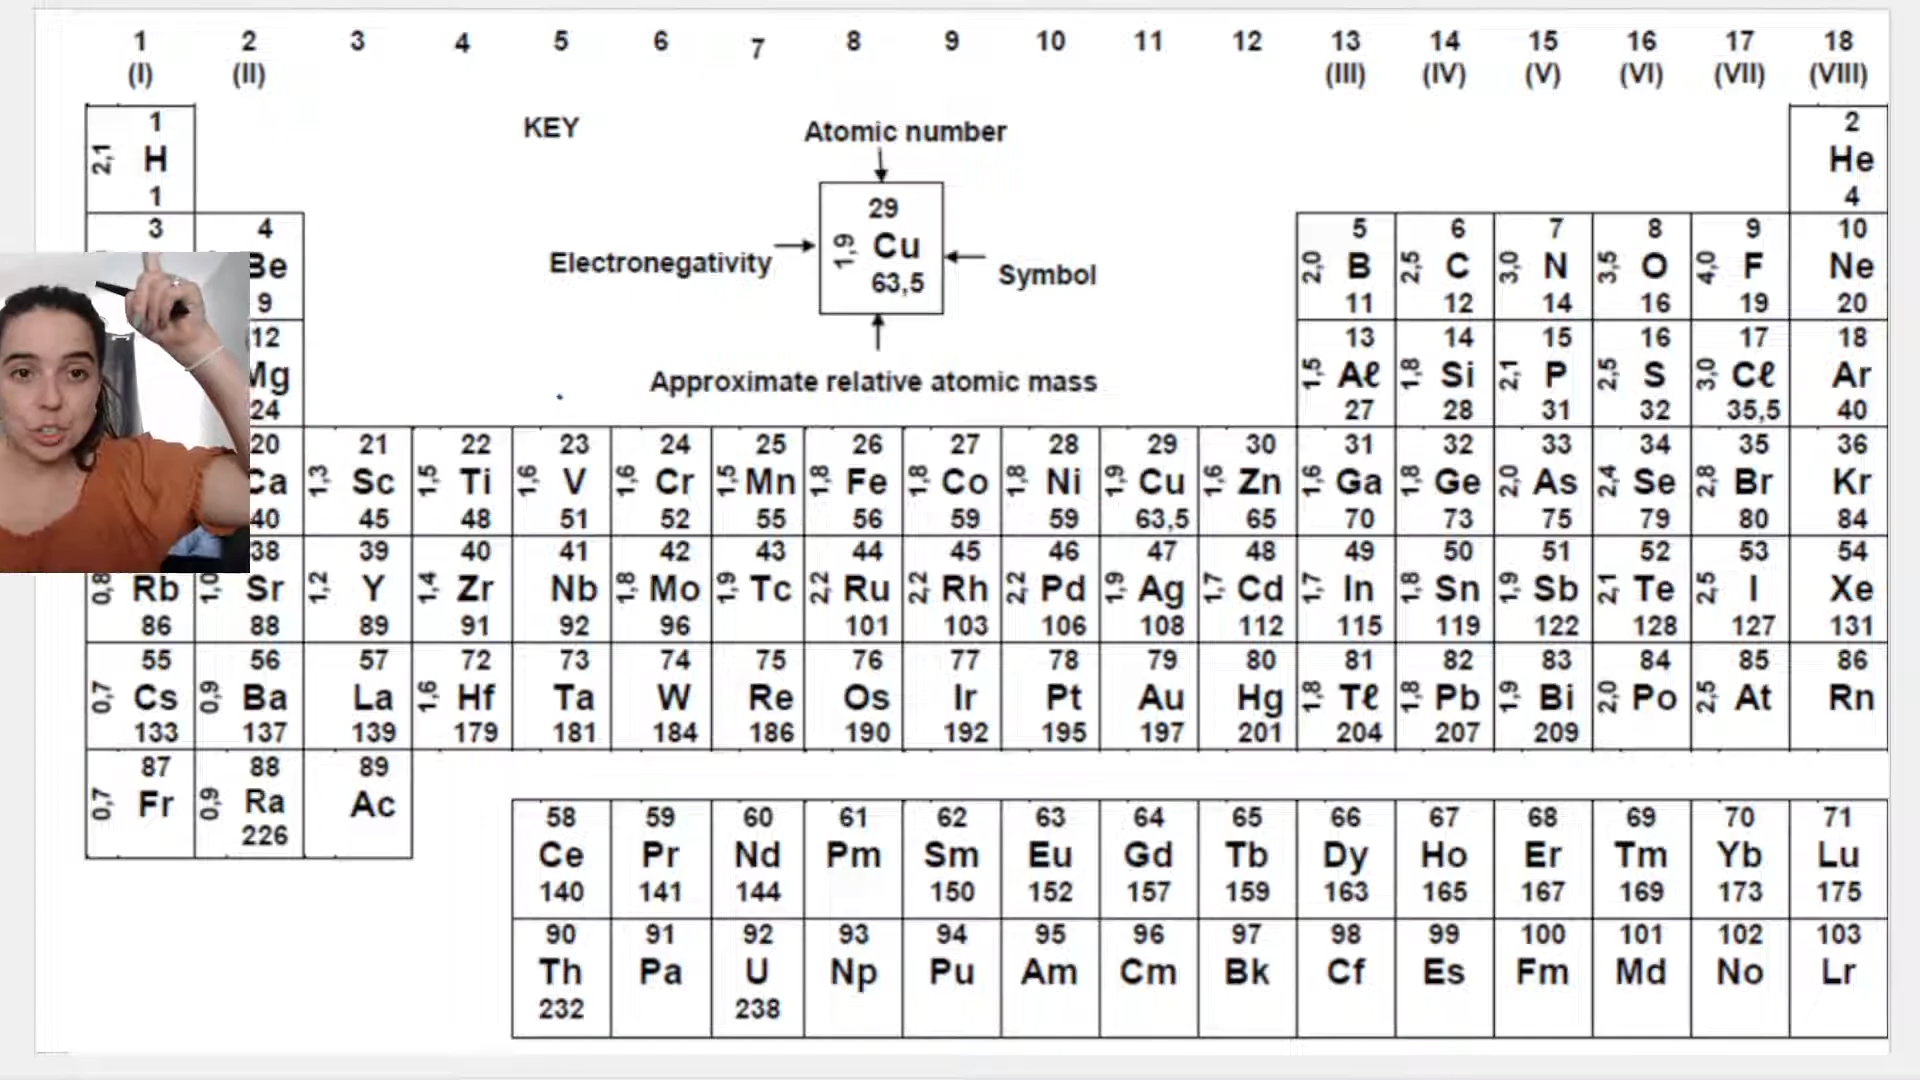 1 2 3 4 5 6 7 8 9 10 11 12 13 14 15 16 17 18
(I) (II) (III) (IV) (V) (VI) (VII) (VIII)
KEY
Atomic number
29
1,9 Cu
63,5
Electronegativity
Symbol
Approximate relative atomic mass
1 2
2,1 H He
1 4
3 4 5 6 7 8 9 10
Be 2,0 B 2,5 C 3,0 N 3,5 O 4,0 F Ne
9 11 12 14 16 19 20
12 13 14 15 16 17 18
Mg 1,5 Aℓ 1,8 Si 2,1 P 2,5 S 3,0 Cℓ Ar
24 27 28 31 32 35,5 40
20 21 22 23 24 25 26 27 28 29 30 31 32 33 34 35 36
Ca 1,3 Sc 1,5 Ti 1,6 V 1,6 Cr 1,5 Mn 1,8 Fe 1,8 Co 1,8 Ni 1,9 Cu 1,6 Zn 1,6 Ga 1,8 Ge 2,0 As 2,4 Se 2,8 Br Kr
40 45 48 51 52 55 56 59 59 63,5 65 70 73 75 79 80 84
38 39 40 41 42 43 44 45 46 47 48 49 50 51 52 53 54
0,8 Rb 1,0 Sr 1,2 Y 1,4 Zr Nb 1,8 Mo 1,9 Tc 2,2 Ru 2,2 Rh 2,2 Pd 1,9 Ag 1,7 Cd 1,7 In 1,8 Sn 1,9 Sb 2,1 Te 2,5 I Xe
86 88 89 91 92 96 101 103 106 108 112 115 119 122 128 127 131
55 56 57 72 73 74 75 76 77 78 79 80 81 82 83 84 85 86
0,7 Cs 0,9 Ba La 1,6 Hf Ta W Re Os Ir Pt Au Hg 1,8 Tℓ 1,8 Pb 1,9 Bi 2,0 Po 2,5 At Rn
133 137 139 179 181 184 186 190 192 195 197 201 204 207 209
87 88 89
0,7 Fr 0,9 Ra Ac
226
58 59 60 61 62 63 64 65 66 67 68 69 70 71
Ce Pr Nd Pm Sm Eu Gd Tb Dy Ho Er Tm Yb Lu
140 141 144 150 152 157 159 163 165 167 169 173 175
90 91 92 93 94 95 96 97 98 99 100 101 102 103
Th Pa U Np Pu Am Cm Bk Cf Es Fm Md No Lr
232 238